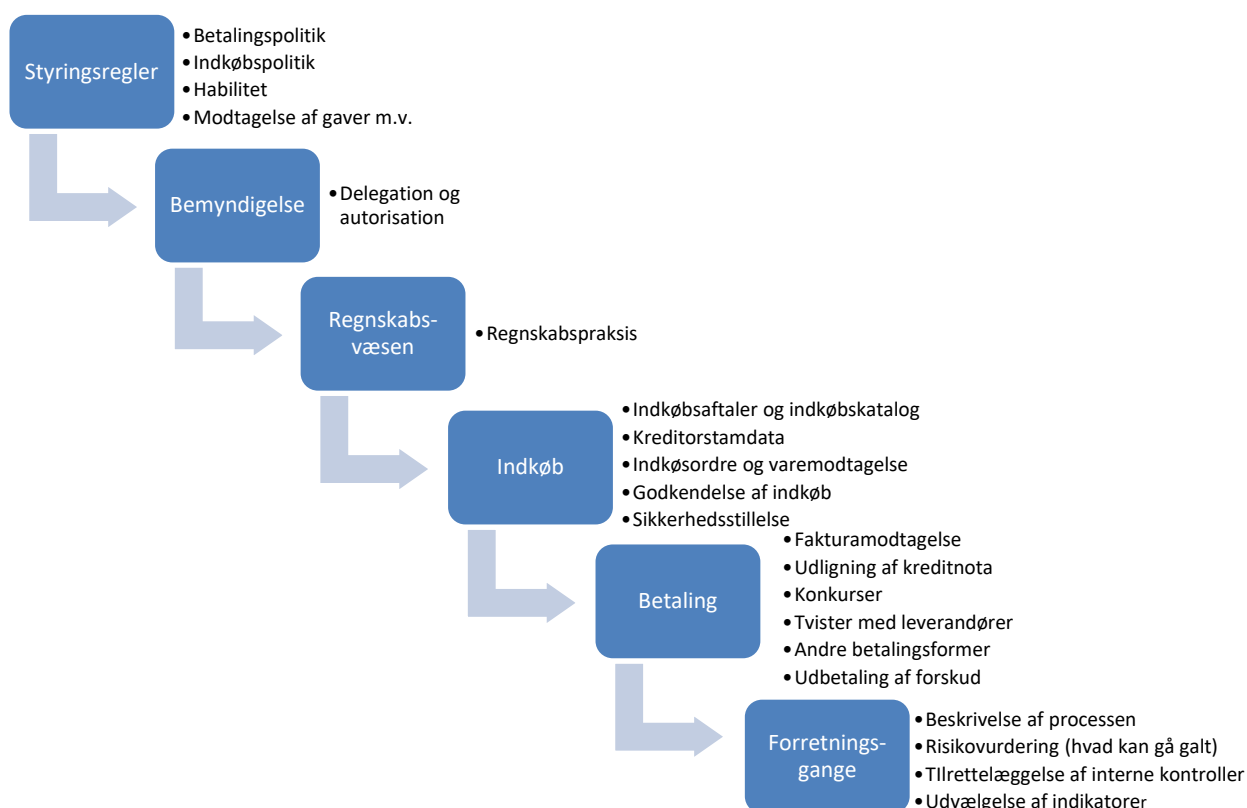 Styringsregler
•Betalingspolitik
•Indkøbspolitik
•Habilitet
•Modtagelse af gaver m.v.
Bemyndigelse
•Delegation og
autorisation
Regnskabs-
væsen
•Regnskabspraksis
Indkøb
•Indkøbsaftaler og indkøbskatalog
•Kreditorstamdata
•Indkøsordre og varemodtagelse
•Godkendelse af indkøb
•Sikkerhedsstillelse
Betaling
•Fakturamodtagelse
•Udligning af kreditnota
•Konkurser
•Tvister med leverandører
•Andre betalingsformer
•Udbetaling af forskud
Forretnings-
gange
•Beskrivelse af processen
•Risikovurdering (hvad kan gå galt)
•TIlrettelæggelse af interne kontroller
•Udvælgelse af indikatorer